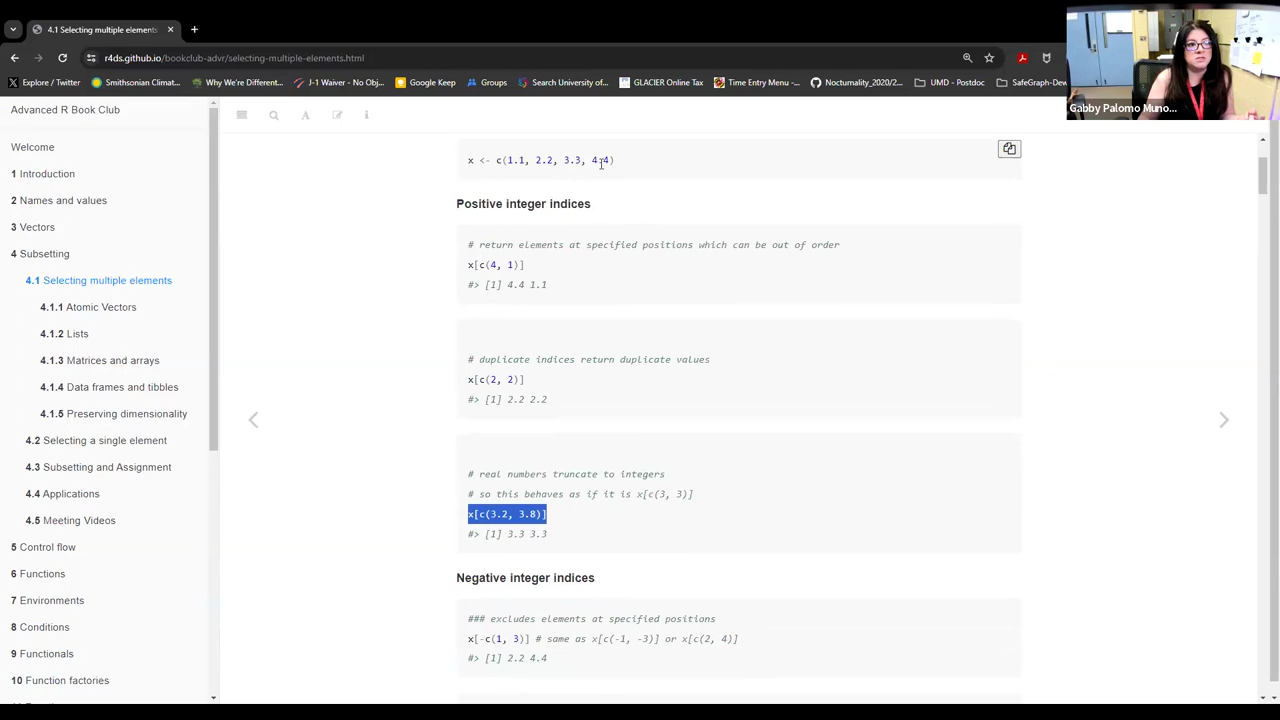 4.1 Selecting multiple elements
r4ds.github.io/bookclub-advr/selecting-multiple-elements.html
Explore / Twitter
Smithsonian Climat...
Why We're Different...
J-1 Waiver - No Obj...
Google Keep
Groups
Search University of...
GLACIER Online Tax
Time Entry Menu -...
Nocturnality_2020/2...
UMD - Postdoc
SafeGraph-Dew
Gabby Palomo Muno...
Advanced R Book Club
Welcome
1 Introduction
2 Names and values
3 Vectors
4 Subsetting
4.1 Selecting multiple elements
4.1.1 Atomic Vectors
4.1.2 Lists
4.1.3 Matrices and arrays
4.1.4 Data frames and tibbles
4.1.5 Preserving dimensionality
4.2 Selecting a single element
4.3 Subsetting and Assignment
4.4 Applications
4.5 Meeting Videos
5 Control flow
6 Functions
7 Environments
8 Conditions
9 Functionals
10 Function factories
x <- c(1.1, 2.2, 3.3, 4.4)
Positive integer indices
# return elements at specified positions which can be out of order
x[c(4, 1)]
#> [1] 4.4 1.1
# duplicate indices return duplicate values
x[c(2, 2)]
#> [1] 2.2 2.2
# real numbers truncate to integers
# so this behaves as if it is x[c(3, 3)]
x[c(3.2, 3.8)]
#> [1] 3.3 3.3
Negative integer indices
### excludes elements at specified positions
x[-c(1, 3)] # same as x[c(-1, -3)] or x[c(2, 4)]
#> [1] 2.2 4.4